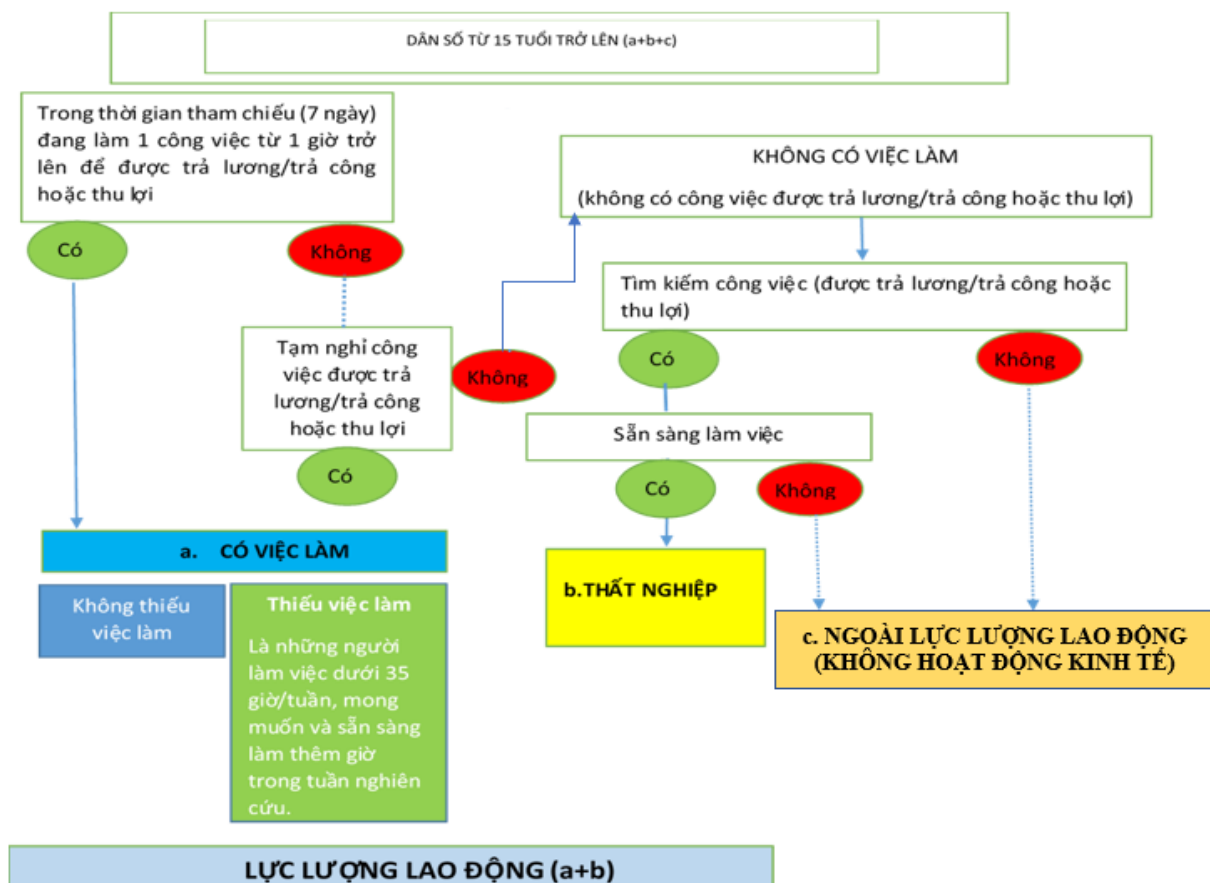 DÂN SỐ TỪ 15 TUỔI TRỞ LÊN (a+b+c)
Trong thời gian tham chiếu (7 ngày)
đang làm 1 công việc từ 1 giờ trở
lên để được trả lương/trả công
hoặc thu lợi
Có
Không
Tạm nghỉ công
việc được trả
lương/trả công
hoặc thu lợi
Không
Có
KHÔNG CÓ VIỆC LÀM
(không có công việc được trả lương/trả công hoặc thu lợi)
Tìm kiếm công việc (được trả lương/trả công hoặc
thu lợi)
Có
Không
Sẵn sàng làm việc
Có
Không
a. CÓ VIỆC LÀM
Không thiếu
việc làm
Thiếu việc làm
Là những người
làm việc dưới 35
giờ/tuần, mong
muốn và sẵn sàng
làm thêm giờ
trong tuần nghiên
cứu.
b.THẤT NGHIỆP
c. NGOÀI LỰC LƯỢNG LAO ĐỘNG
(KHÔNG HOẠT ĐỘNG KINH TẾ)
LỰC LƯỢNG LAO ĐỘNG (a+b)